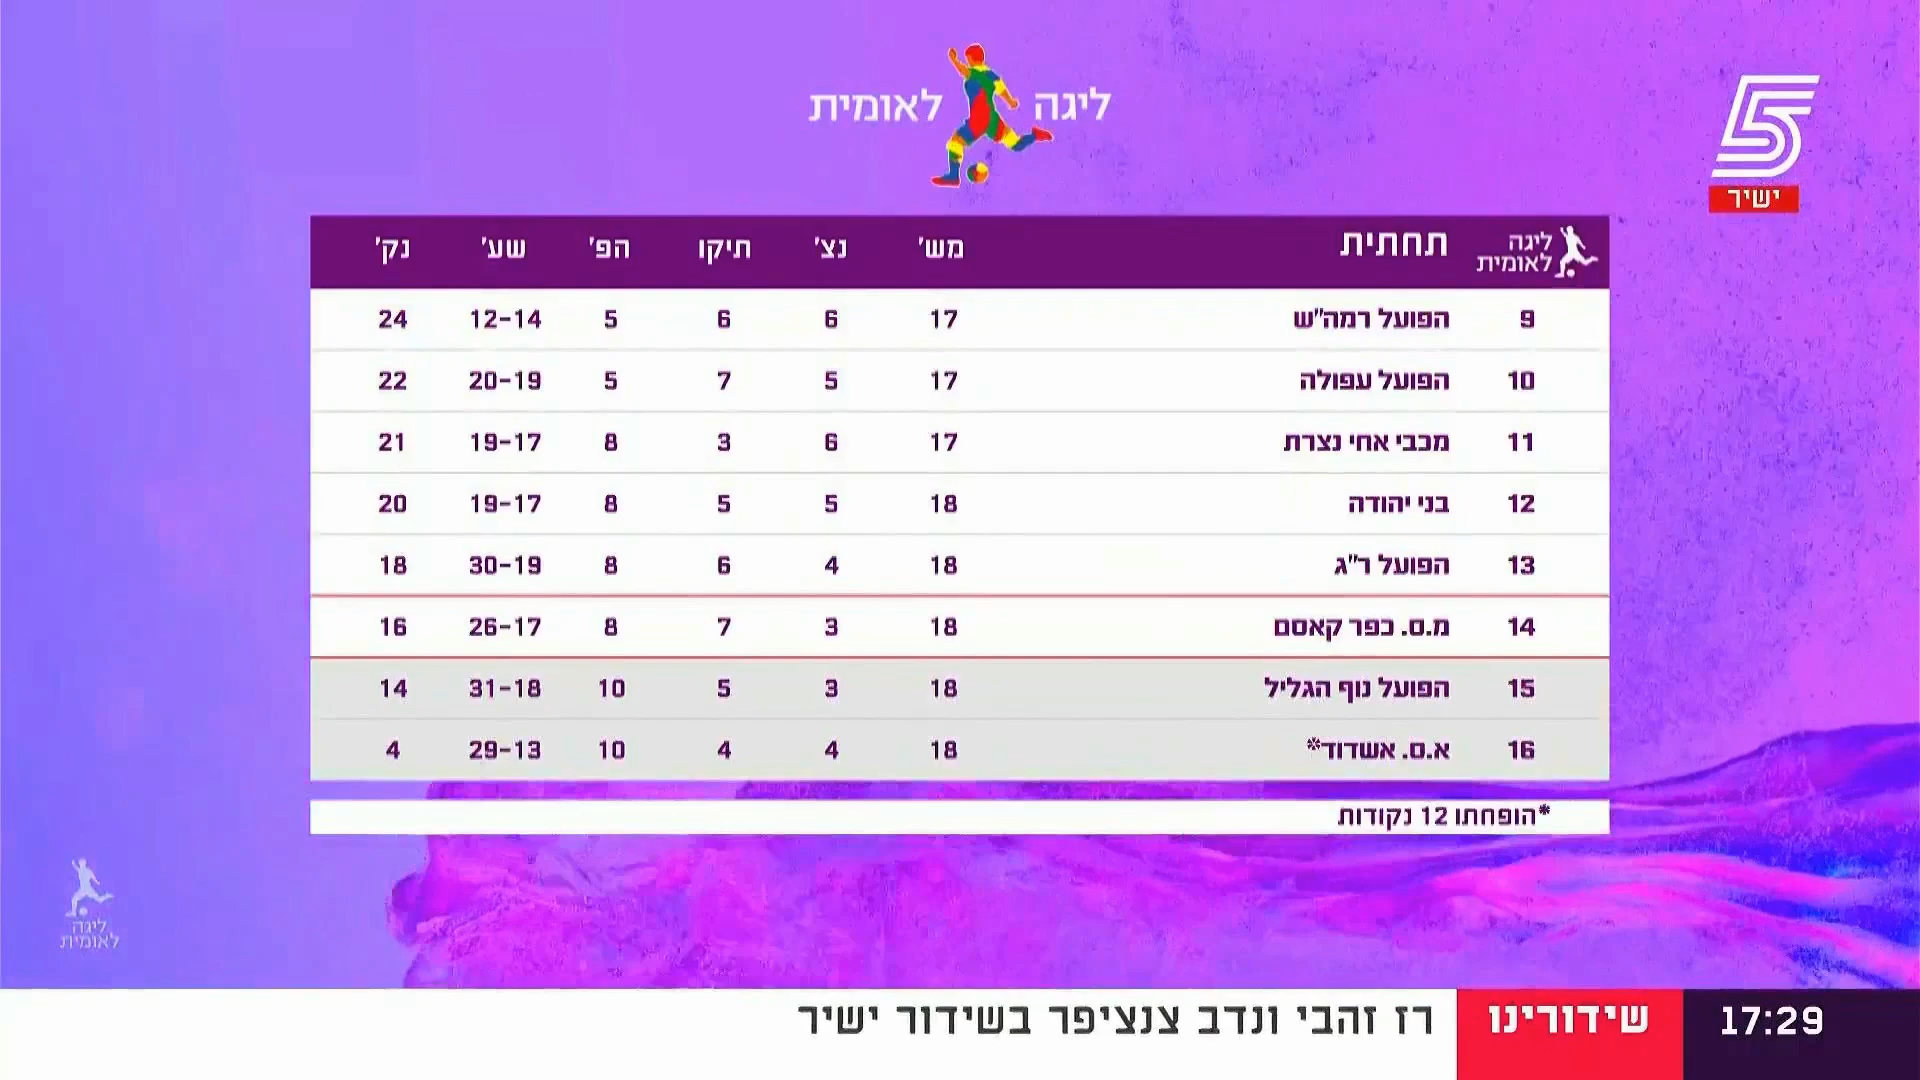 ליגה לאומית
5
ישיר
ליגה לאומית תחתית מש' נצ' תיקו הפ' שע' נק'
9 הפועל רמה"ש 17 6 6 5 12-14 24
10 הפועל עפולה 17 5 7 5 20-19 22
11 מכבי אחי נצרת 17 6 3 8 19-17 21
12 בני יהודה 18 5 5 8 19-17 20
13 הפועל ר"ג 18 4 6 8 30-19 18
14 מ.ס. כפר קאסם 18 3 7 8 26-17 16
15 הפועל נוף הגליל 18 3 5 10 31-18 14
16 א.ס. אשדוד* 18 4 4 10 29-13 4
*הופחתו 12 נקודות
ליגה
לאומית
17:29 שידורינו רז זהבי ונדב צנציפר בשידור ישיר